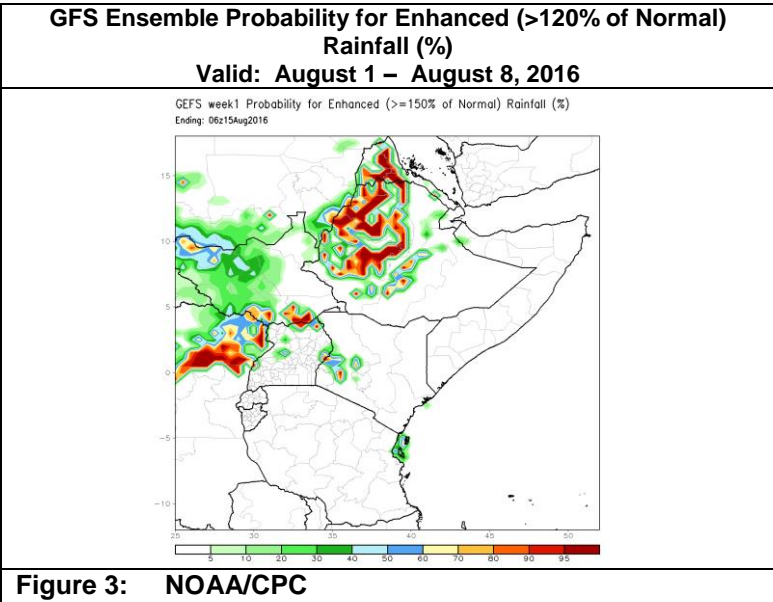 GFS Ensemble Probability for Enhanced (>120% of Normal)
Rainfall (%)
Valid: August 1 – August 8, 2016
GEFS week1 Probability for Enhanced (>=150% of Normal) Rainfall (%)
Ending: 06z15Aug2016
15
10
5
0
-5
-10
25 30 35 40 45 50
5 10 20 30 40 50 60 70 80 90 95
Figure 3: NOAA/CPC